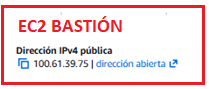 EC2 BASTIÓN
Dirección IPv4 pública
100.61.39.75 | dirección abierta